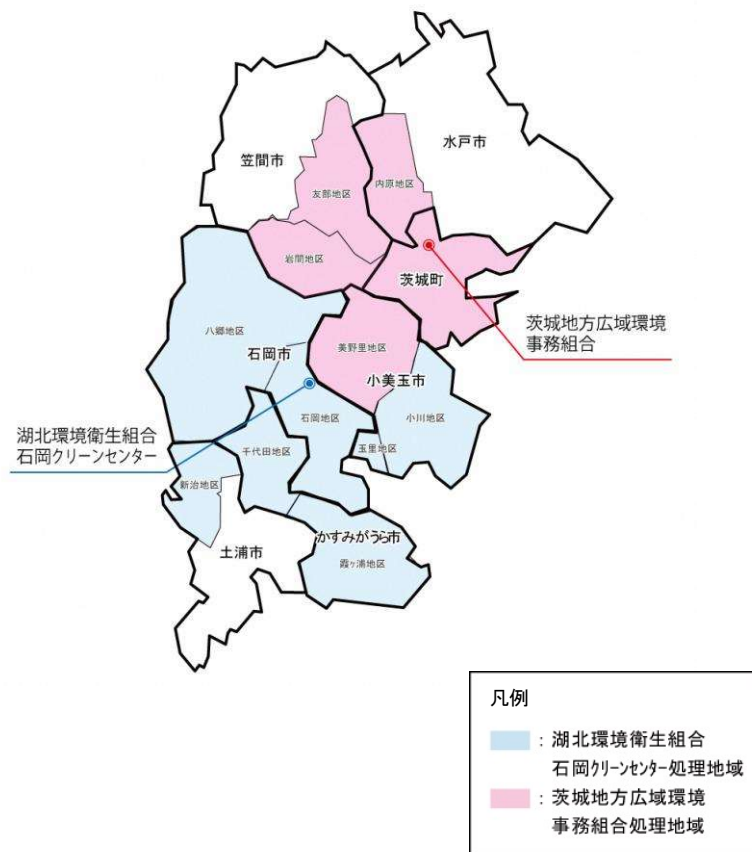 水戸市
笠間市
内原地区
友部地区
岩間地区
茨城町
茨城地方広域環境
事務組合
八郷地区
石岡市
美野里地区
小美玉市
石岡地区
小川地区
湖北環境衛生組合
石岡クリーンセンター
千代田地区
玉里地区
新治地区
かすみがうら市
土浦市
霞ヶ浦地区
凡例
：湖北環境衛生組合
石岡クリーンセンター処理地域
：茨城地方広域環境
事務組合処理地域